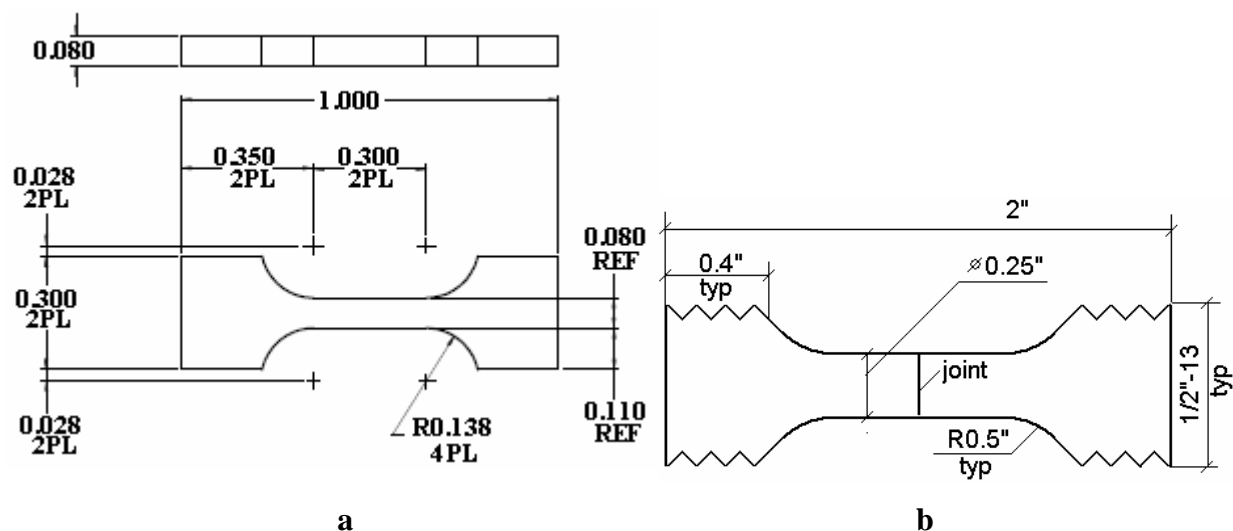 0.080
1.000
0.350
2PL
0.300
2PL
0.028
2PL
0.080
REF
0.300
2PL
0.028
2PL
R0.138
4PL
0.110
REF
2"
0.4"
typ
⌀0.25"
joint
1/2"-13
typ
R0.5"
typ
a
b